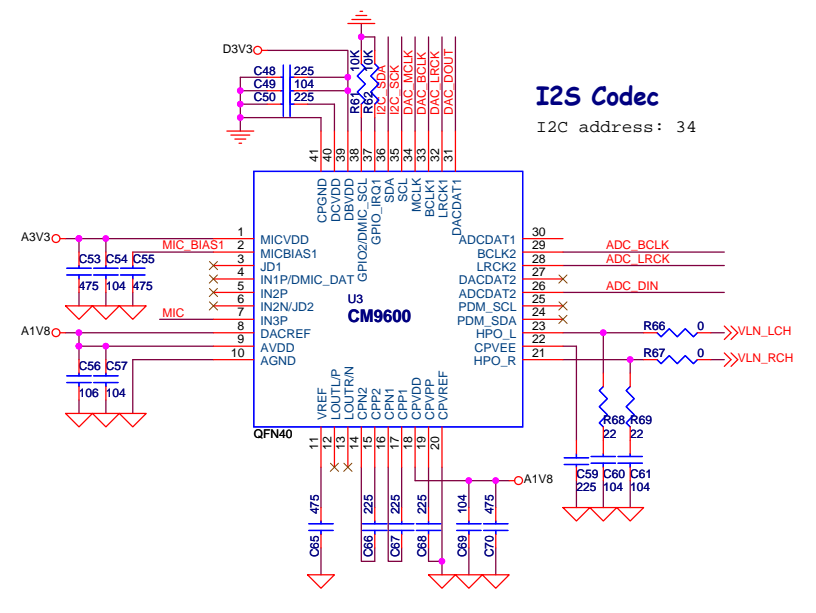 D3V3
C48 225
C49 104
C50 225
R61 10K
R62 10K
I2C_SDA
I2C_SCK
DAC_MCLK
DAC_BCLK
DAC_LRCK
DAC_DOUT
I2S Codec
I2C address: 34
41 40 39 38 37 36 35 34 33 32 31
CPGND
DCVDD
DBVDD
GPIO2/DMIC_SCL
GPIO_IRQ1
SDA
SCL
MCLK
BCLK1
LRCK1
DACDAT1
A3V3
MIC_BIAS1
C53 C54 C55
475 104 475
MIC
A1V8
C56 C57
106 104
1 MICVDD
2 MICBIAS1
3 JD1
4 IN1P/DMIC_DAT
5 IN2P
6 IN2N/JD2
7 IN3P
8 DACREF
9 AVDD
10 AGND
U3
CM9600
QFN40
ADCDAT1 30
BCLK2 29 ADC_BCLK
LRCK2 28 ADC_LRCK
DACDAT2 27
ADCDAT2 26 ADC_DIN
PDM_SCL 25
PDM_SDA 24
HPO_L 23
CPVEE 22
HPO_R 21
R66 0 VLN_LCH
R67 0 VLN_RCH
R68 R69
22 22
C59 C60 C61
225 104 104
VREF
LOUTL/P
LOUTR/N
CPN2
CPP2
CPN1
CPP1
CPVDD
CPVPP
CPVREF
11 12 13 14 15 16 17 18 19 20
A1V8
475 225 225 225 104 475
C65 C66 C67 C68 C69 C70